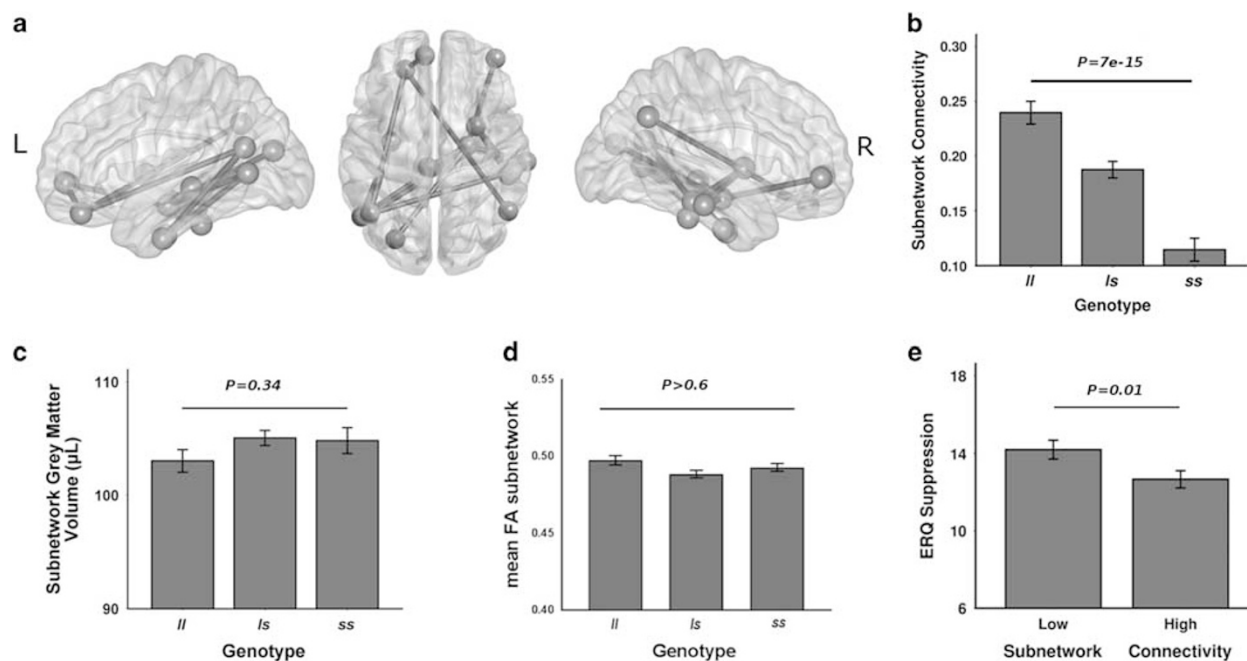 a
L
R
b
Subnetwork Connectivity
0.30
0.25
0.20
0.15
0.10
P=7e-15
ll
ls
ss
Genotype
c
Subnetwork Grey Matter
Volume (µL)
110
100
90
P=0.34
ll
ls
ss
Genotype
d
mean FA subnetwork
0.55
0.50
0.45
0.40
P>0.6
ll
ls
ss
Genotype
e
ERQ Suppression
18
14
10
6
P=0.01
Low
High
Subnetwork
Connectivity